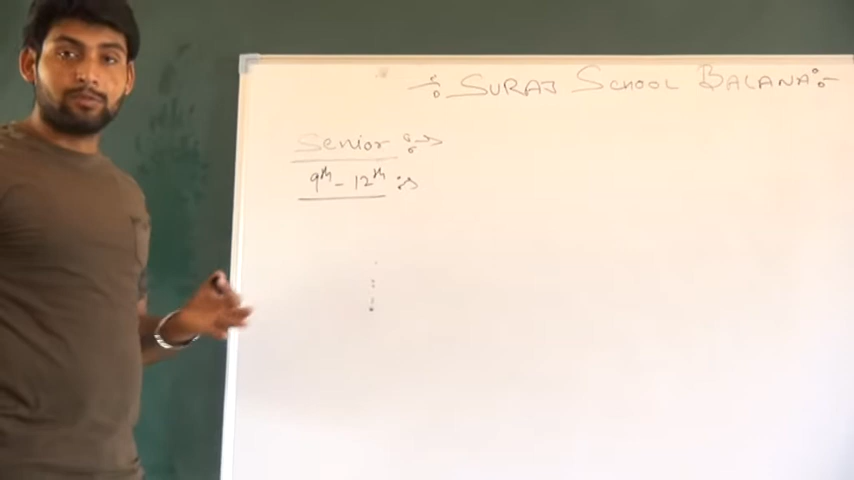 ÷ SURAJ SCHOOL BALANA ÷
Senior :→
9th - 12th :→